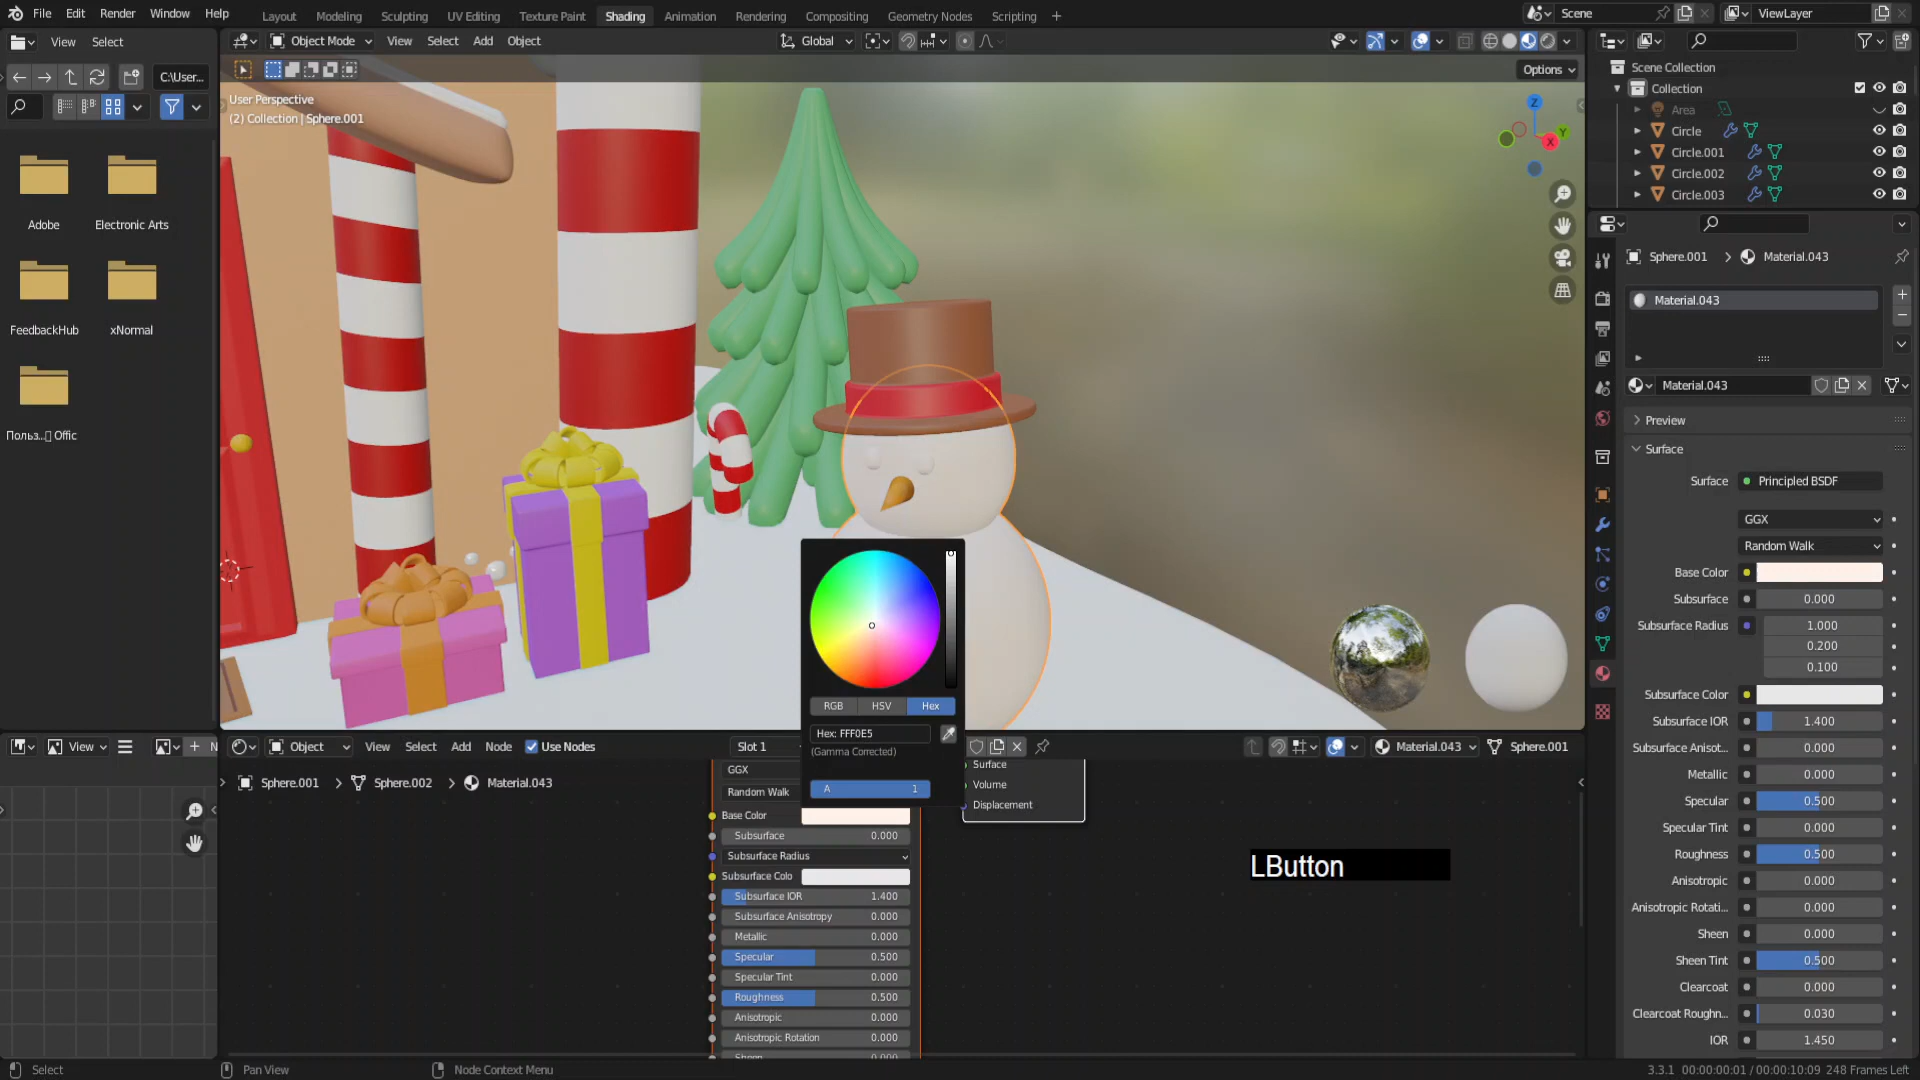 File Edit Render Window Help
Layout Modeling Sculpting UV Editing Texture Paint Shading Animation Rendering Compositing Geometry Nodes Scripting
Scene ViewLayer
View Select
Object Mode View Select Add Object Global
C:\User...
Options
User Perspective
(2) Collection | Sphere.001
Z
Y
X
Adobe
Electronic Arts
FeedbackHub
xNormal
Offic
Scene Collection
Collection
Area
Circle
Circle.001
Circle.002
Circle.003
Sphere.001 Material.043
Material.043
Material.043
Preview
Surface
Surface Principled BSDF
GGX
Random Walk
Base Color
Subsurface 0.000
Subsurface Radius 1.000
0.200
0.100
Subsurface Color
Subsurface IOR 1.400
Subsurface Anisot... 0.000
Metallic 0.000
Specular 0.500
Specular Tint 0.000
Roughness 0.500
Anisotropic 0.000
Anisotropic Rotati... 0.000
Sheen 0.000
Sheen Tint 0.500
Clearcoat 0.000
Clearcoat Roughn... 0.030
IOR 1.450
RGB HSV Hex
Hex: FFF0E5
(Gamma Corrected)
A 1
View N
Object View Select Add Node Use Nodes Slot 1 Material.043 Sphere.001
Sphere.001 Sphere.002 Material.043
GGX
Random Walk
Base Color
Subsurface 0.000
Subsurface Radius
Subsurface Colo
Subsurface IOR 1.400
Subsurface Anisotropy 0.000
Metallic 0.000
Specular 0.500
Specular Tint 0.000
Roughness 0.500
Anisotropic 0.000
Anisotropic Rotation 0.000
Sheen 0.000
Surface
Volume
Displacement
LButton
Select Pan View Node Context Menu
3.3.1 00:00:00:01 / 00:00:10:09 248 Frames Left